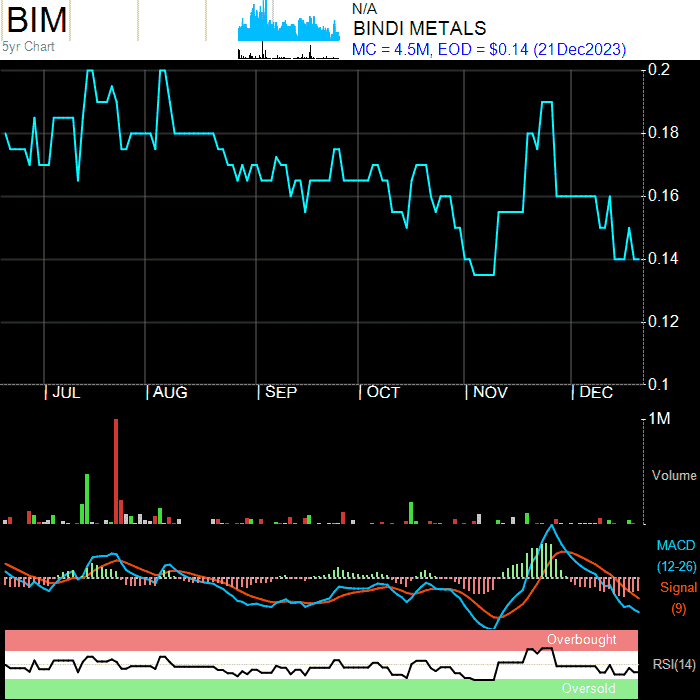 BIM
5yr Chart
N/A
BINDI METALS
MC = 4.5M, EOD = $0.14 (21Dec2023)
0.2
0.18
0.16
0.14
0.12
0.1
JUL
AUG
SEP
OCT
NOV
DEC
1M
Volume
MACD
(12-26)
Signal
(9)
Overbought
RSI(14)
Oversold